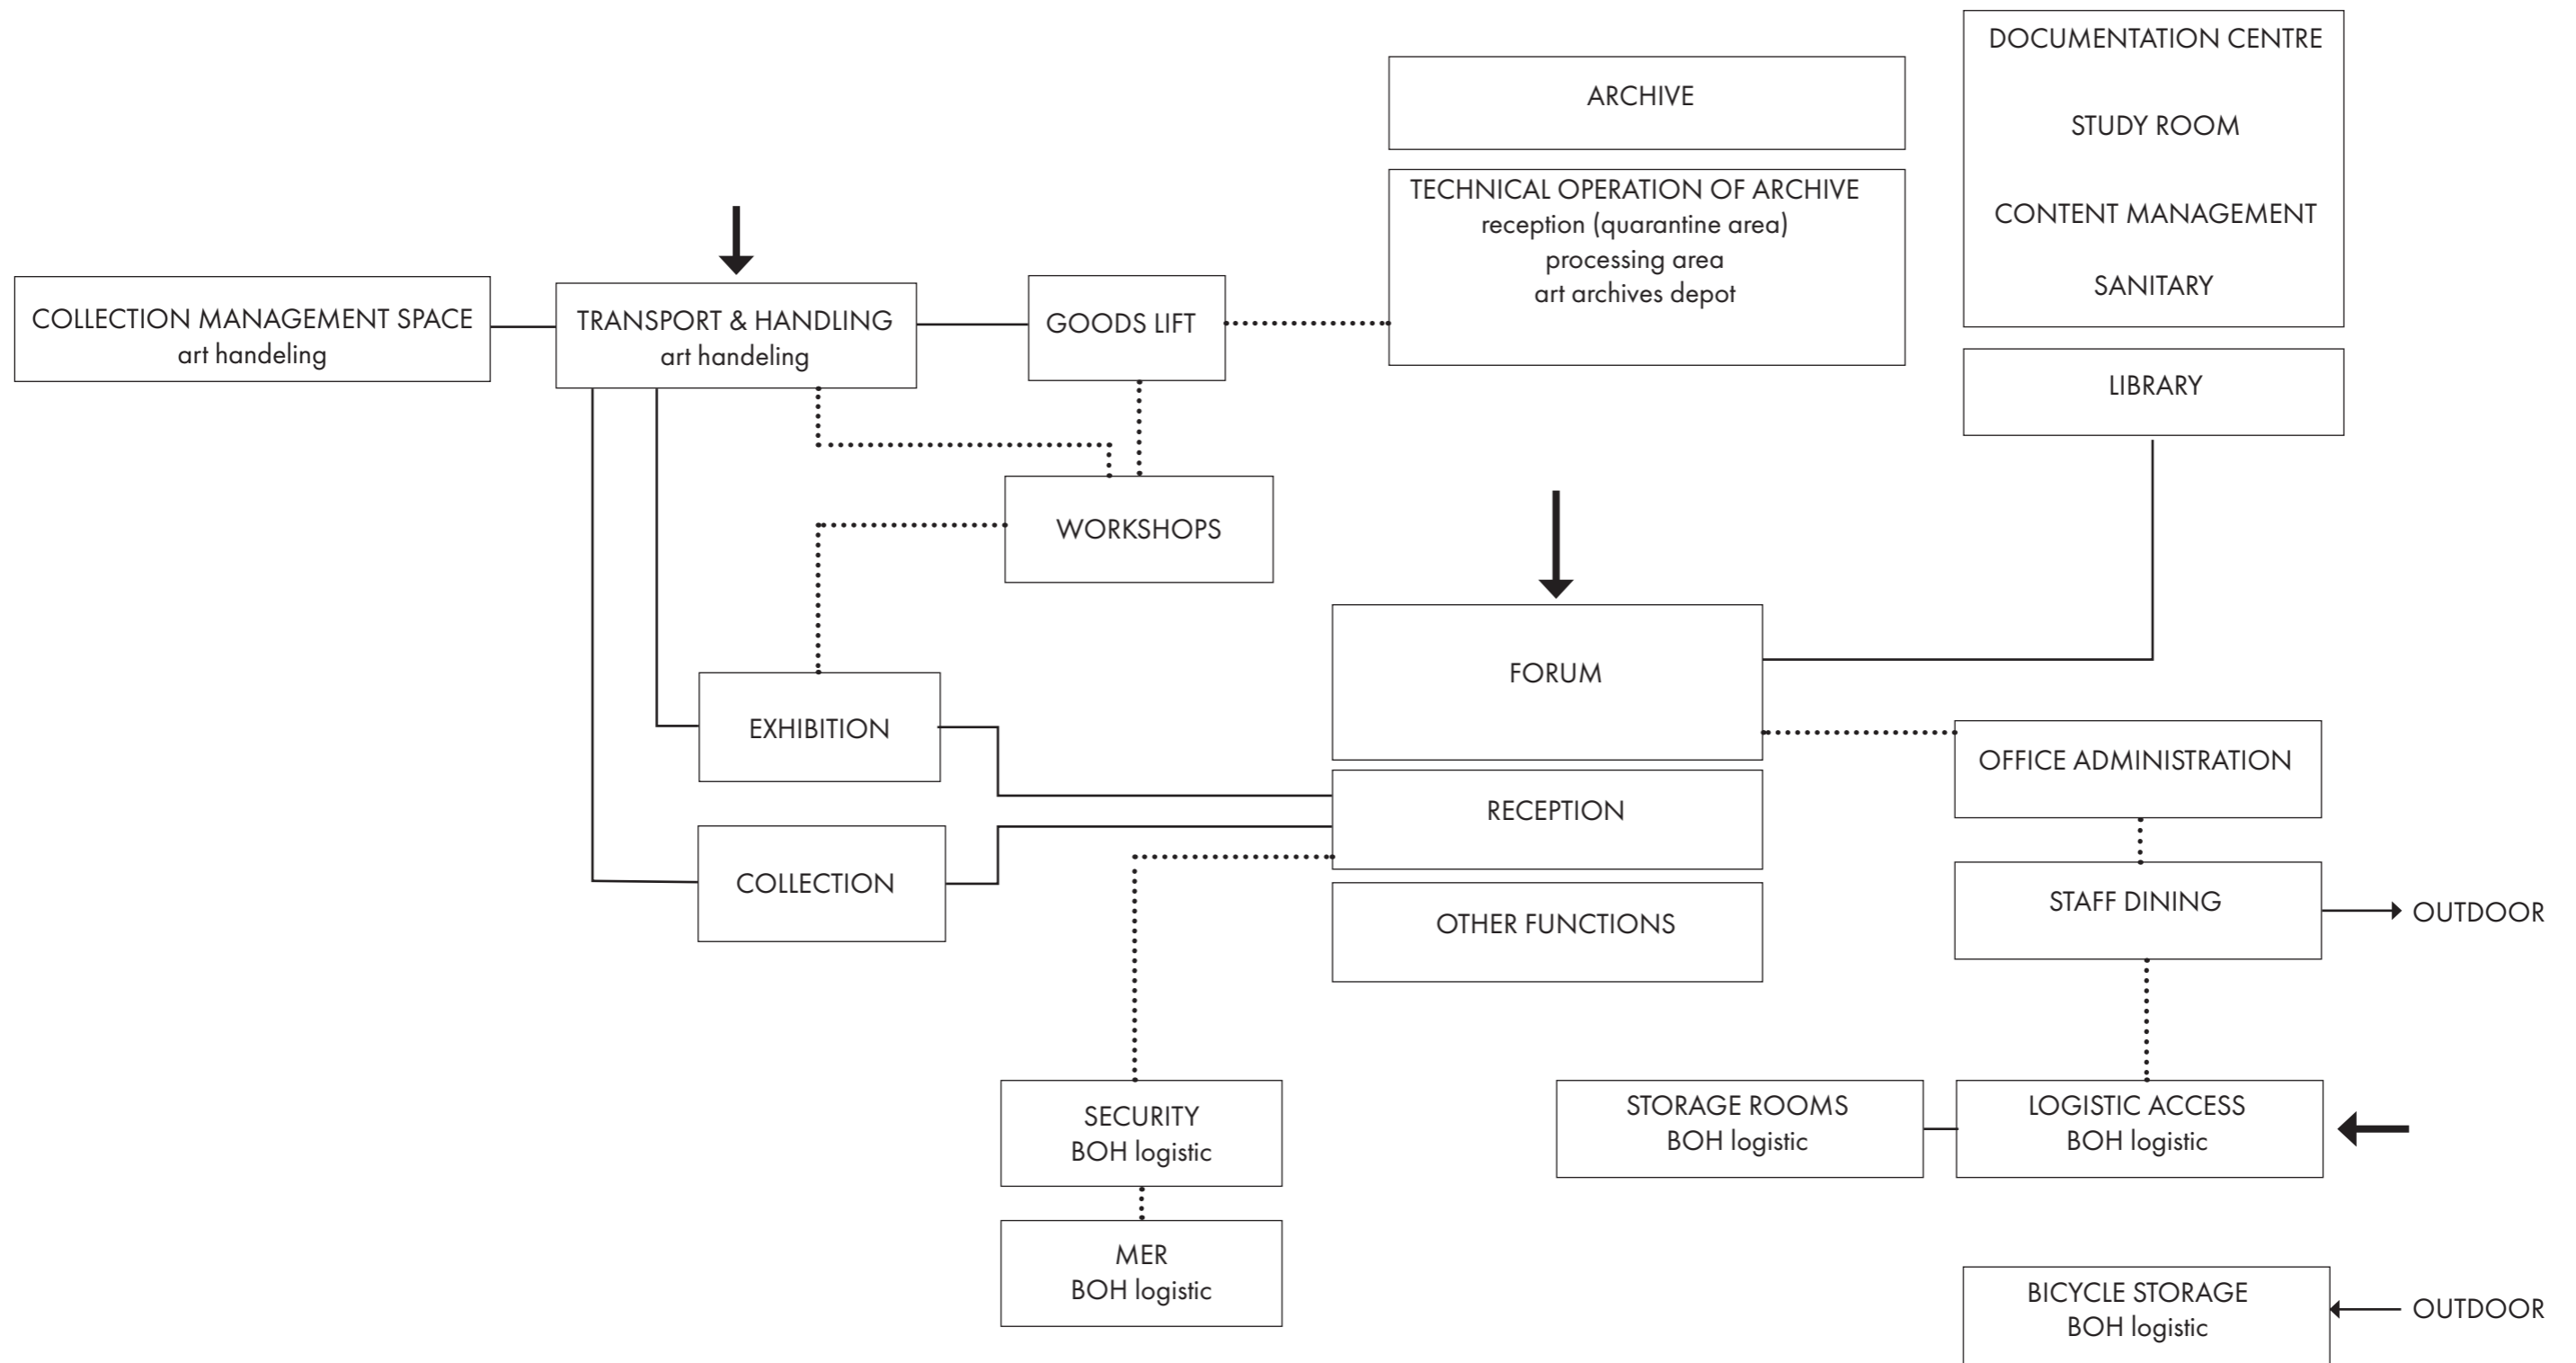 DOCUMENTATION CENTRE
STUDY ROOM
CONTENT MANAGEMENT
SANITARY
ARCHIVE
TECHNICAL OPERATION OF ARCHIVE
reception (quarantine area)
processing area
art archives depot
COLLECTION MANAGEMENT SPACE
art handeling
TRANSPORT & HANDLING
art handeling
GOODS LIFT
LIBRARY
WORKSHOPS
FORUM
EXHIBITION
OFFICE ADMINISTRATION
RECEPTION
COLLECTION
STAFF DINING
OUTDOOR
OTHER FUNCTIONS
SECURITY
BOH logistic
STORAGE ROOMS
BOH logistic
LOGISTIC ACCESS
BOH logistic
MER
BOH logistic
BICYCLE STORAGE
BOH logistic
OUTDOOR